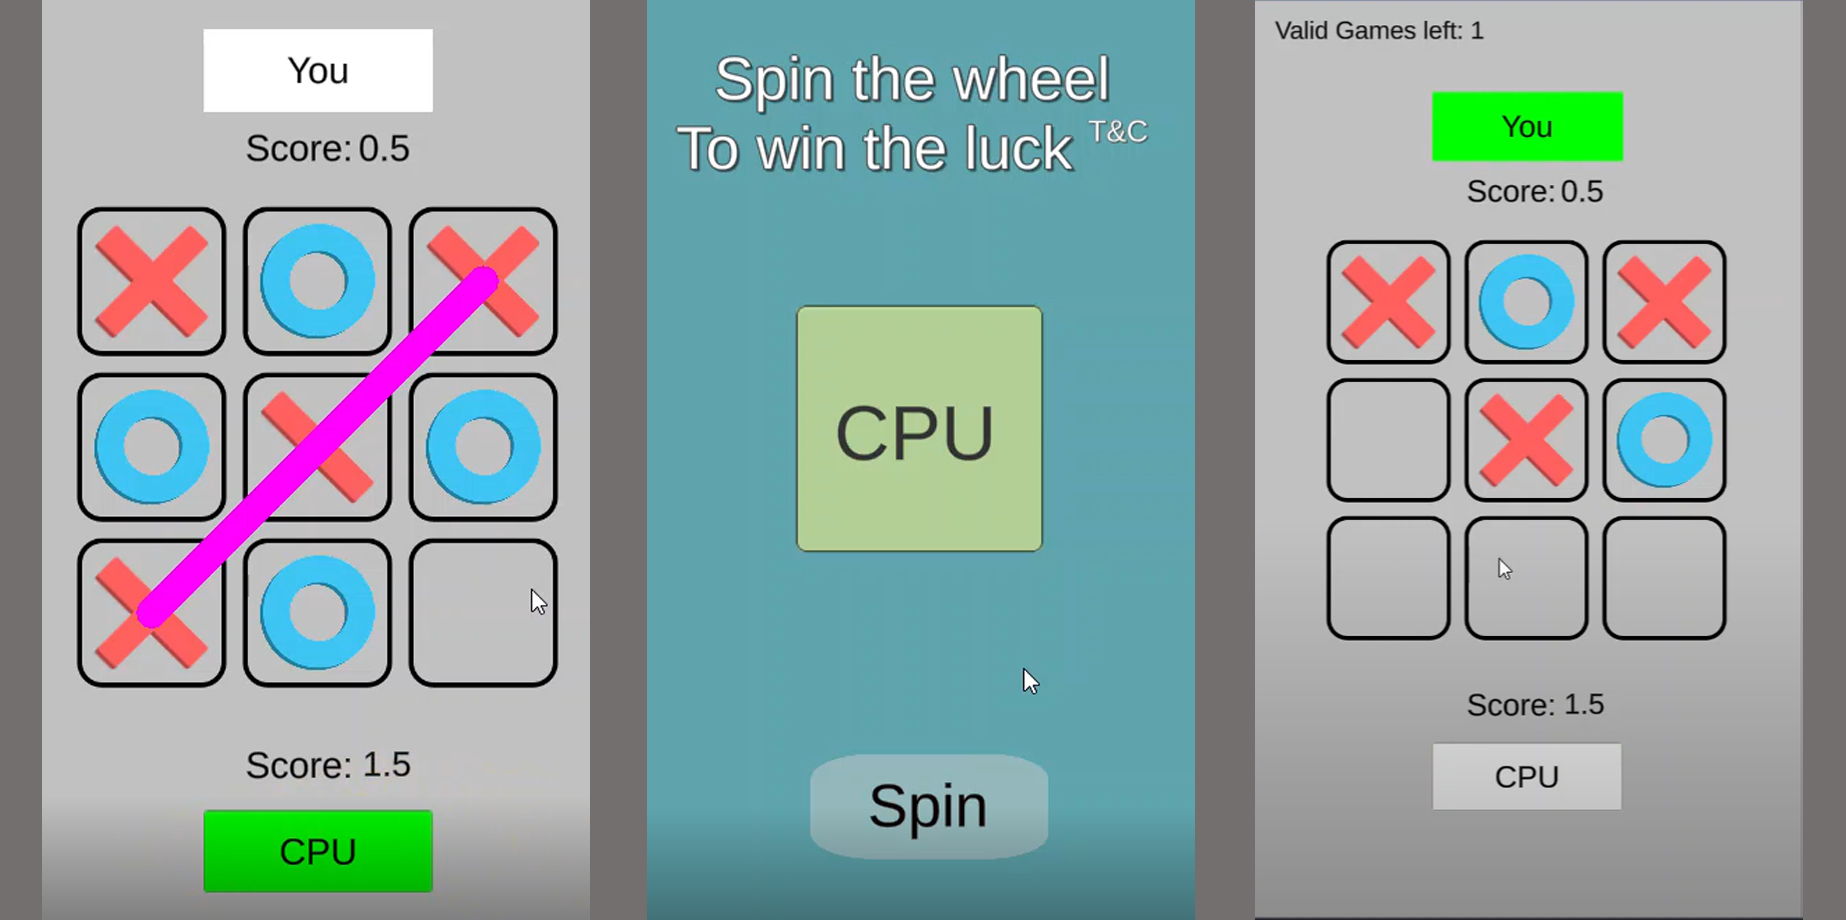 You
Score: 0.5
Score: 1.5
CPU
Spin the wheel
To win the luck T&C
CPU
Spin
Valid Games left: 1
You
Score: 0.5
Score: 1.5
CPU